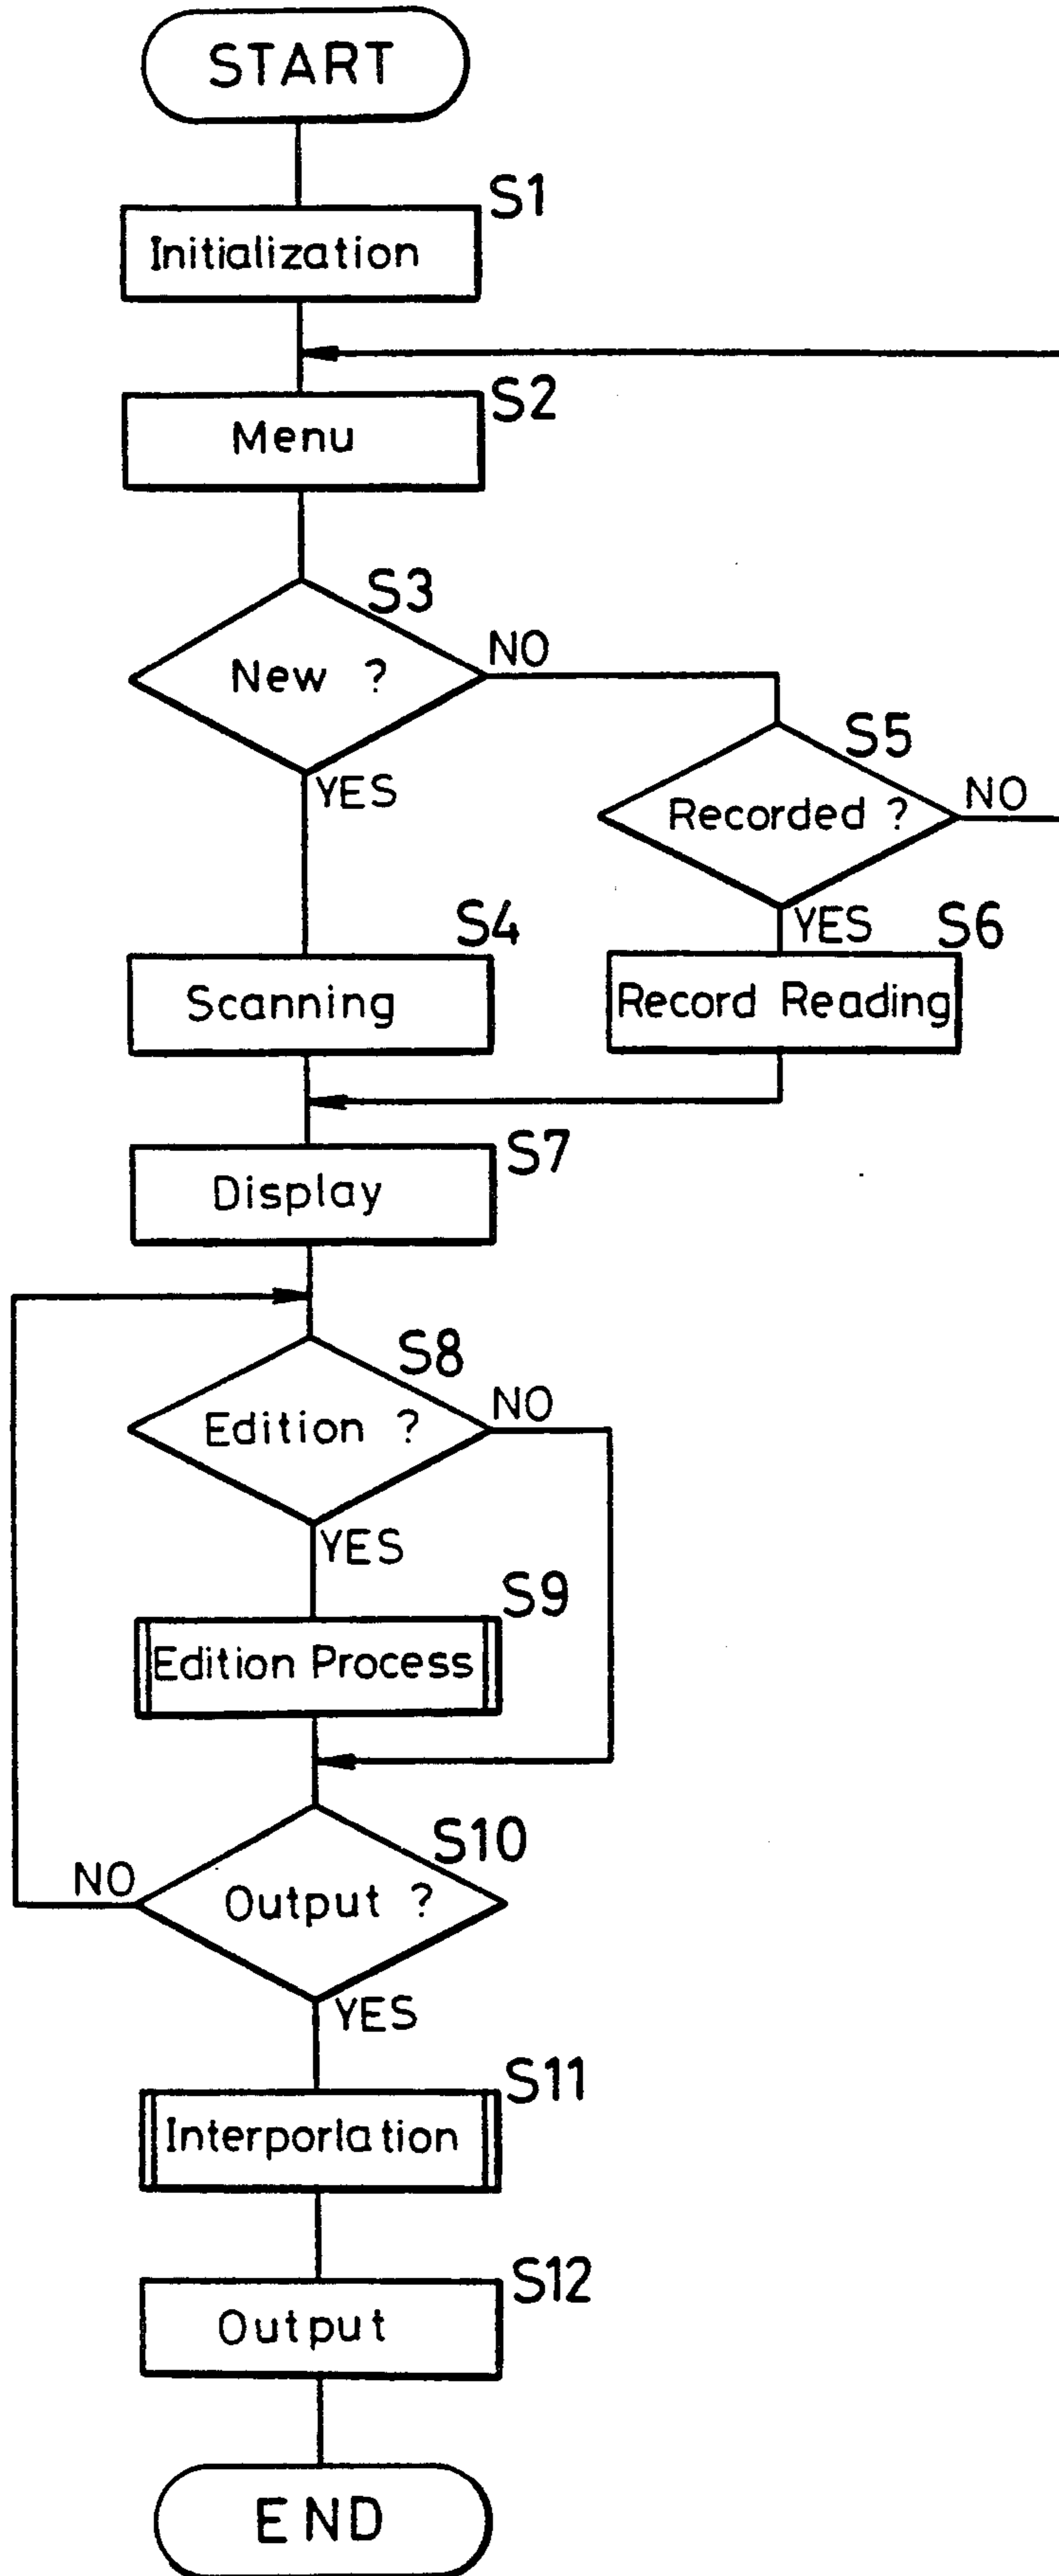 START
S1
Initialization
S2
Menu
S3
New ?
NO
YES
S5
Recorded ?
NO
YES
S4
Scanning
S6
Record Reading
S7
Display
S8
Edition ?
NO
YES
S9
Edition Process
S10
Output ?
NO
YES
S11
Interporlation
S12
Output
END